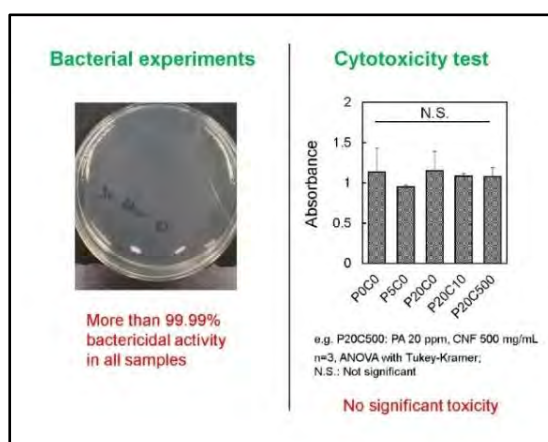 Bacterial experiments
More than 99.99%
bactericidal activity
in all samples
Cytotoxicity test
N.S.
Absorbance
2
1.5
1
0.5
0
P0C0
P5C0
P20C0
P20C10
P20C500
e.g. P20C500: PA 20 ppm, CNF 500 mg/mL
n=3, ANOVA with Tukey-Kramer;
N.S.: Not significant
No significant toxicity